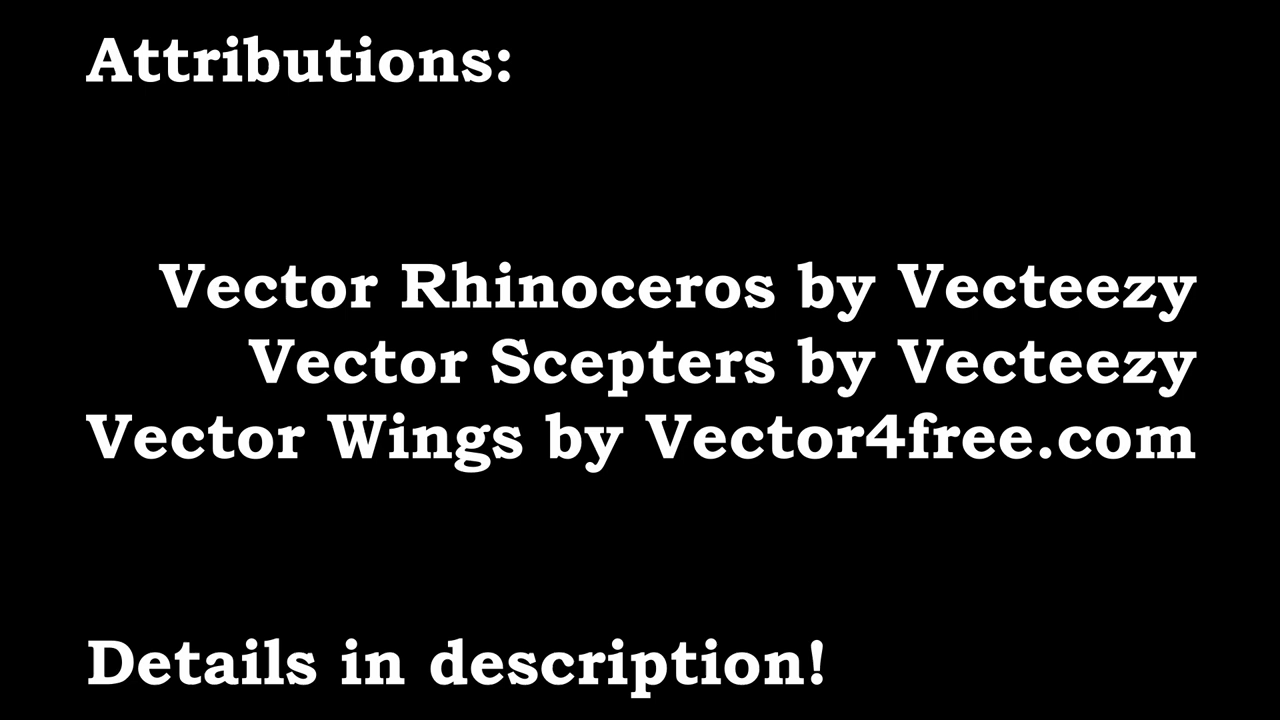 Attributions:
Vector Rhinoceros by Vecteezy
Vector Scepters by Vecteezy
Vector Wings by Vector4free.com
Details in description!